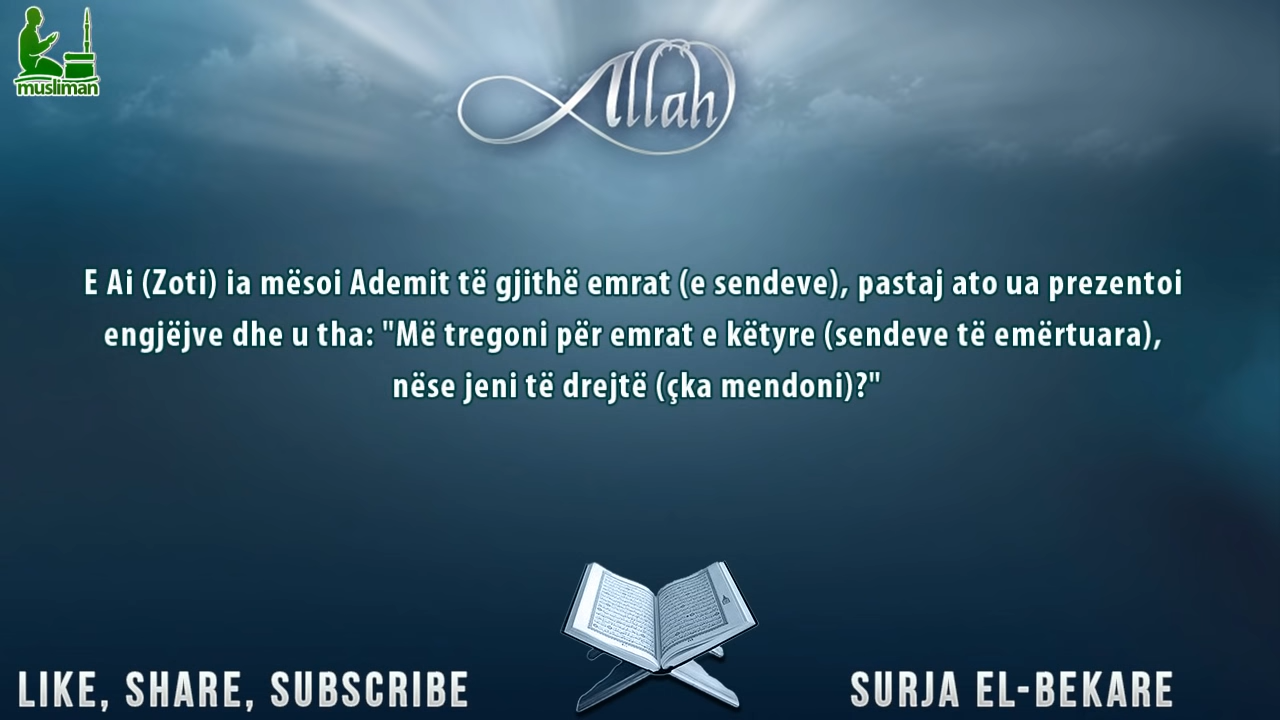 musliman
Allah
E Ai (Zoti) ia mësoi Ademit të gjithë emrat (e sendeve), pastaj ato ua prezentoi
engjëjve dhe u tha: "Më tregoni për emrat e këtyre (sendeve të emërtuara),
nëse jeni të drejtë (çka mendoni)?"
LIKE, SHARE, SUBSCRIBE
SURJA EL-BEKARE